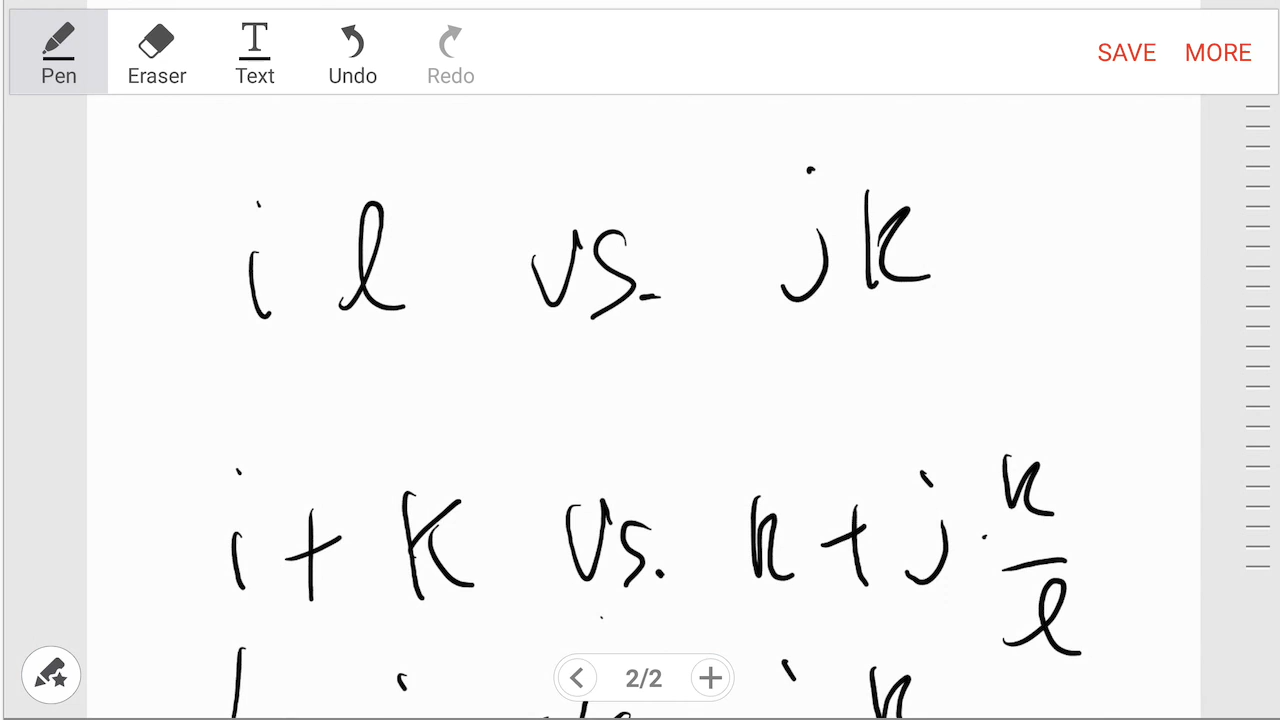 Pen Eraser Text Undo Redo SAVE MORE
i l vs. jk
i + k vs. k + j · k/l
2/2